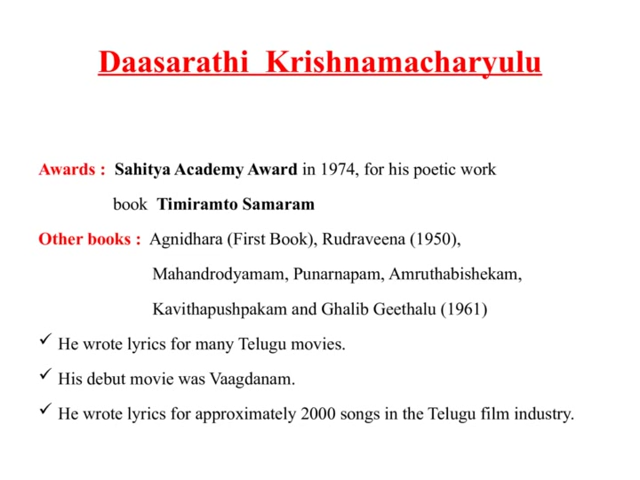 Daasarathi Krishnamacharyulu
Awards : Sahitya Academy Award in 1974, for his poetic work
book Timiramto Samaram
Other books : Agnidhara (First Book), Rudraveena (1950),
Mahandrodyamam, Punarnapam, Amruthabishekam,
Kavithapushpakam and Ghalib Geethalu (1961)
✓ He wrote lyrics for many Telugu movies.
✓ His debut movie was Vaagdanam.
✓ He wrote lyrics for approximately 2000 songs in the Telugu film industry.